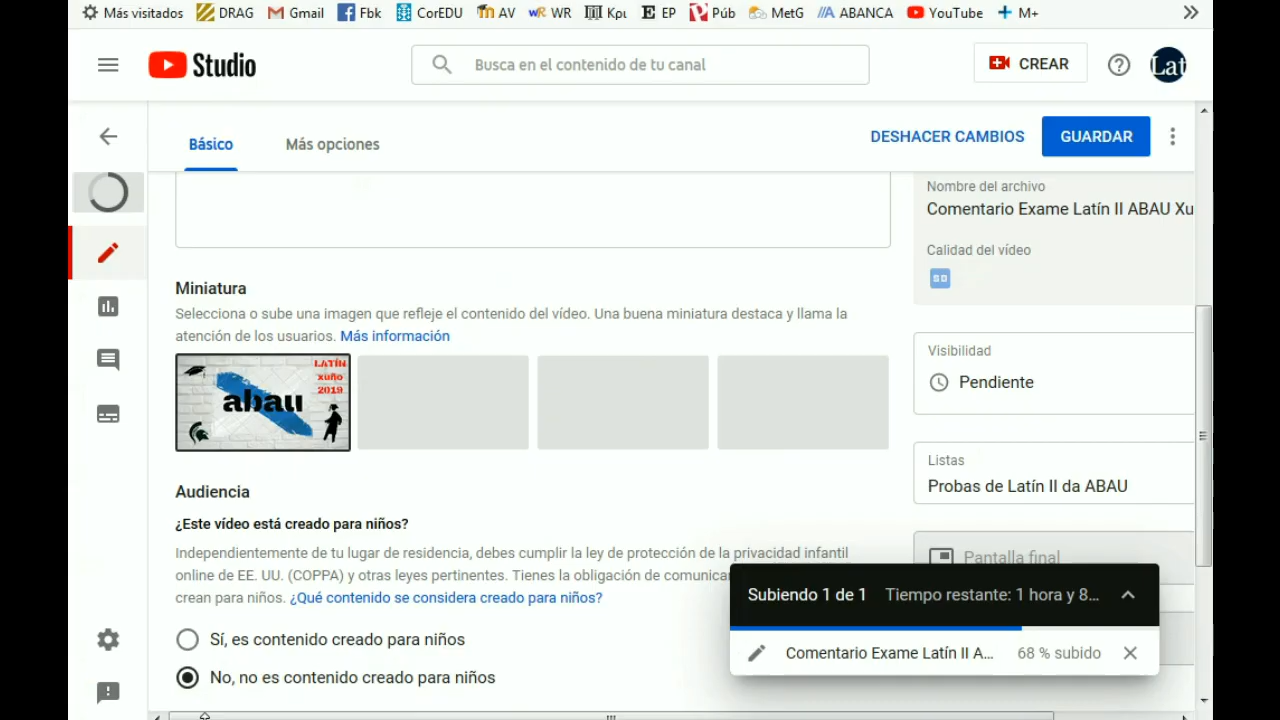 Más visitados DRAG Gmail Fbk CorEDU AV WR Κρι EP Púb MetG ABANCA YouTube M+
Studio
Busca en el contenido de tu canal
CREAR
Lat
Básico
Más opciones
DESHACER CAMBIOS
GUARDAR
Nombre del archivo
Comentario Exame Latín II ABAU Xu
Calidad del vídeo
SD
Miniatura
Selecciona o sube una imagen que refleje el contenido del vídeo. Una buena miniatura destaca y llama la
atención de los usuarios. Más información
LATÍN
xuño
2019
abau
Visibilidad
Pendiente
Listas
Probas de Latín II da ABAU
Pantalla final
Audiencia
¿Este vídeo está creado para niños?
Independientemente de tu lugar de residencia, debes cumplir la ley de protección de la privacidad infantil
online de EE. UU. (COPPA) y otras leyes pertinentes. Tienes la obligación de comunica
crean para niños. ¿Qué contenido se considera creado para niños?
Sí, es contenido creado para niños
No, no es contenido creado para niños
Subiendo 1 de 1
Tiempo restante: 1 hora y 8...
Comentario Exame Latín II A...
68 % subido